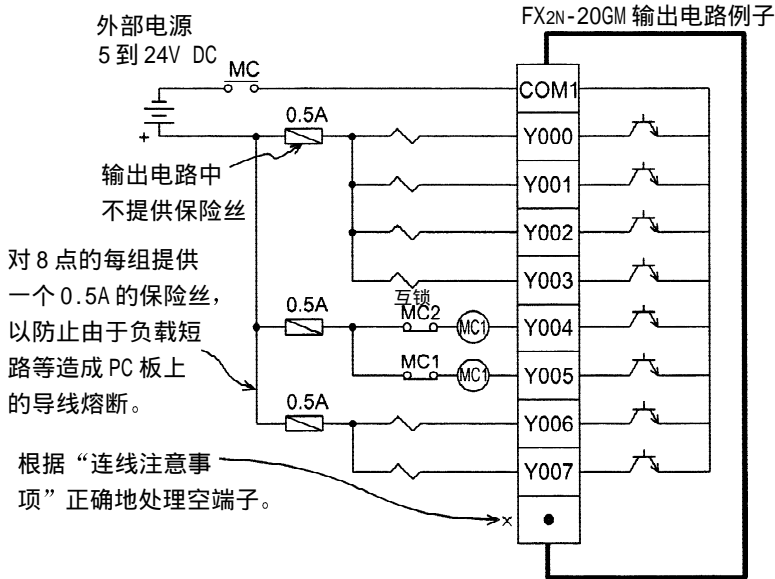 FX2N-20GM 输出电路例子
外部电源
5 到 24V DC
MC
COM1
+
0.5A
Y000
输出电路中
不提供保险丝
Y001
Y002
对 8 点的每组提供
一个 0.5A 的保险丝，
以防止由于负载短
路等造成 PC 板上
的导线熔断。
Y003
互锁
0.5A
MC2
MC1
Y004
MC1
MC1
Y005
0.5A
Y006
根据“连线注意事
项”正确地处理空端子。
Y007
×